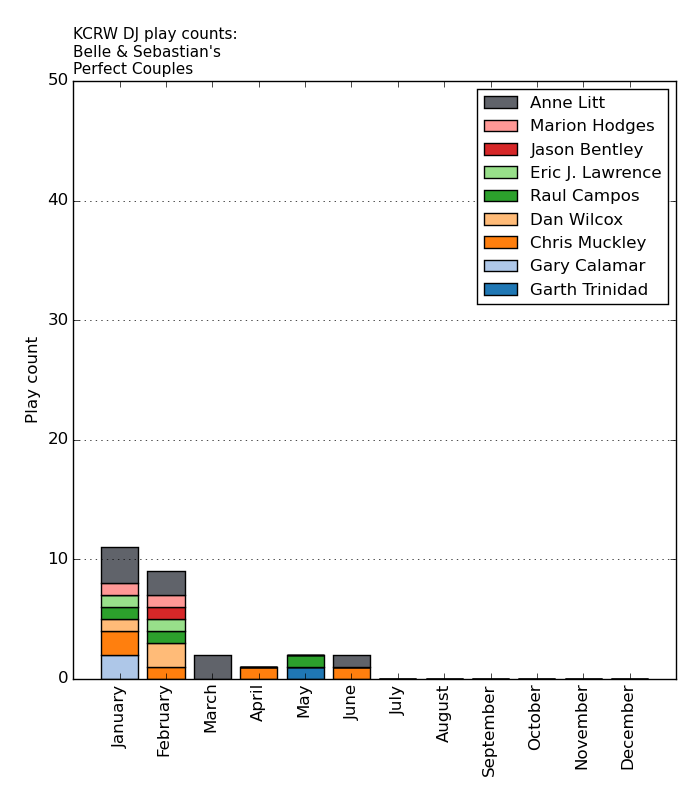 KCRW DJ play counts:
Belle & Sebastian's
Perfect Couples
50
40
30
20
10
0
Play count
Anne Litt
Marion Hodges
Jason Bentley
Eric J. Lawrence
Raul Campos
Dan Wilcox
Chris Muckley
Gary Calamar
Garth Trinidad
January
February
March
April
May
June
July
August
September
October
November
December